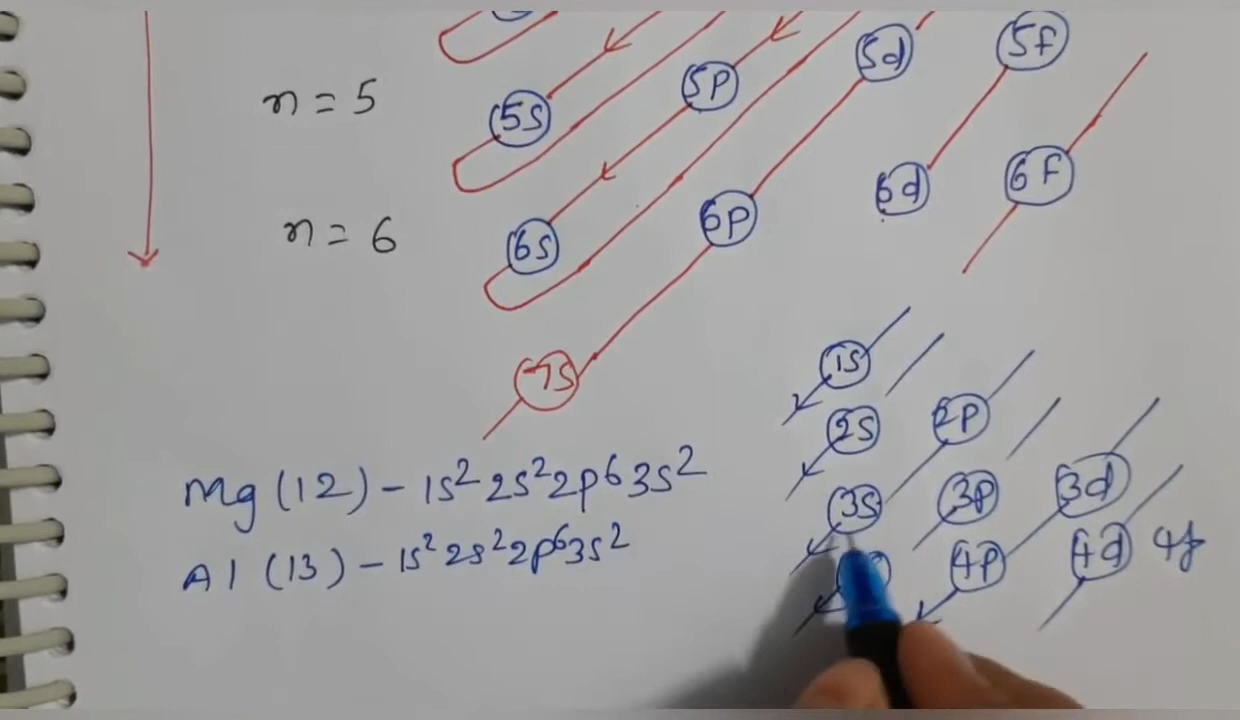 n = 5 5s 5p 5d 5f
n = 6 6s 6p 6d 6f
7s
1s
2s 2p
3s 3p 3d
4p 4d 4f
Mg (12) - 1s² 2s² 2p⁶ 3s²
Al (13) - 1s² 2s² 2p⁶ 3s²